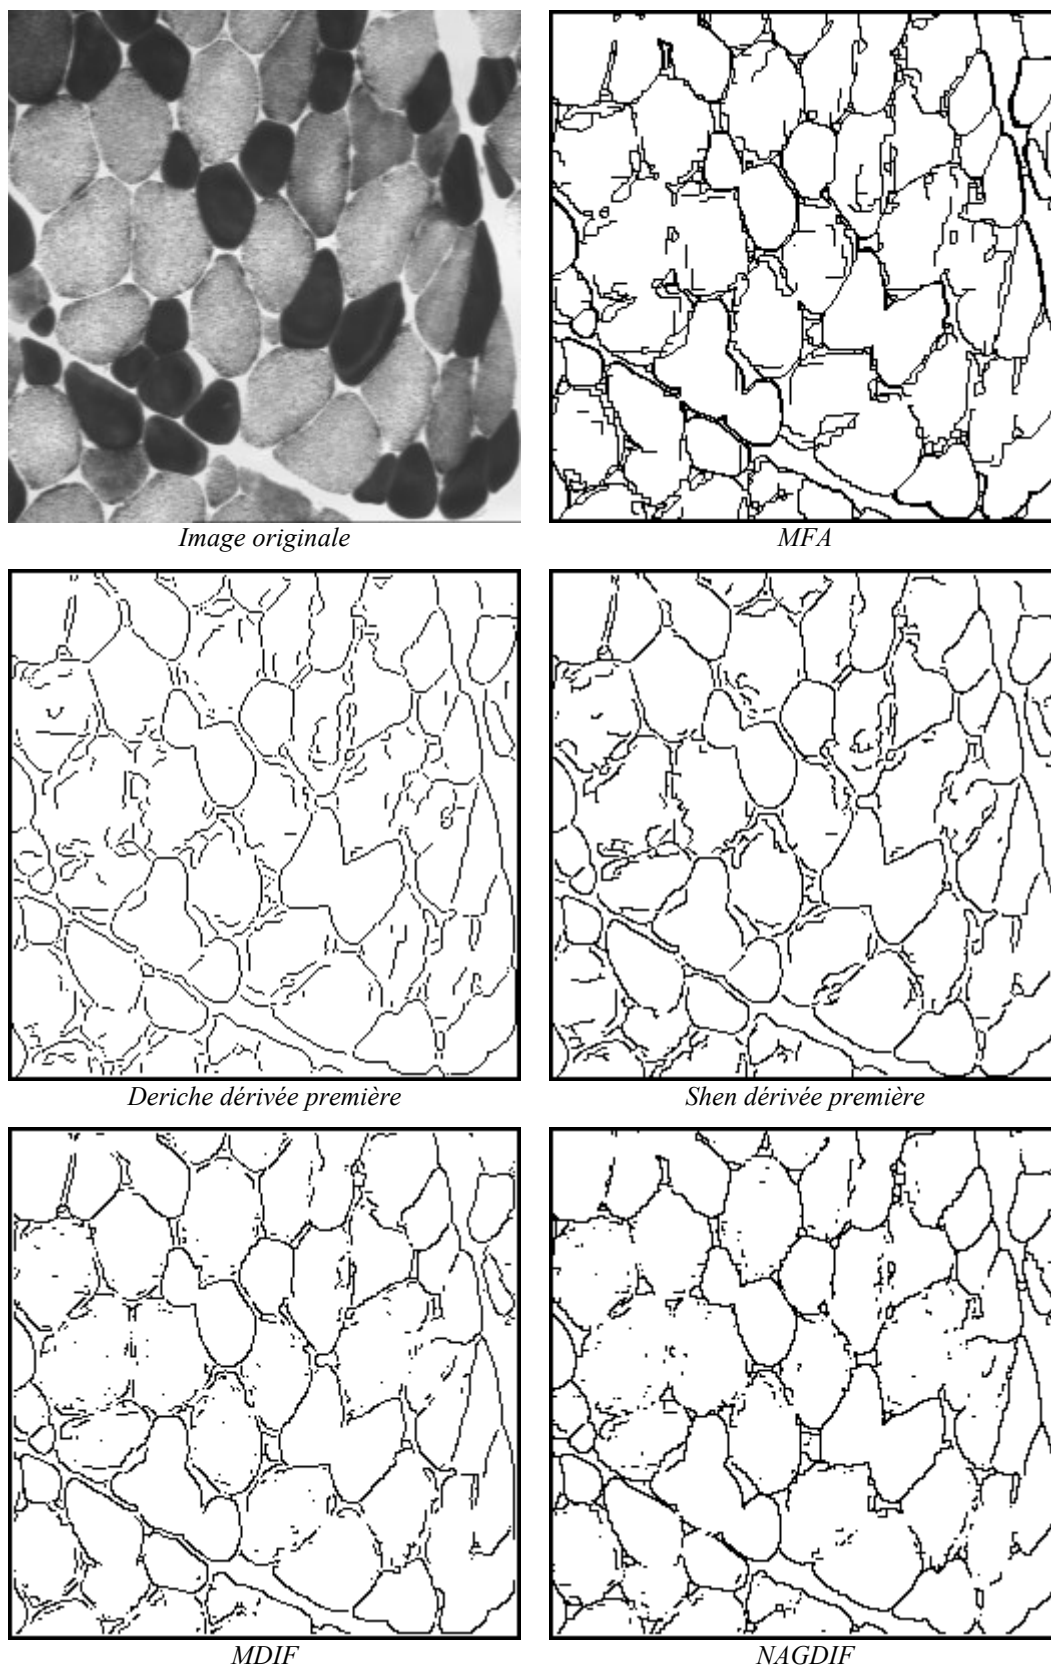 Image originale
MFA
Deriche dérivée première
Shen dérivée première
MDIF
NAGDIF